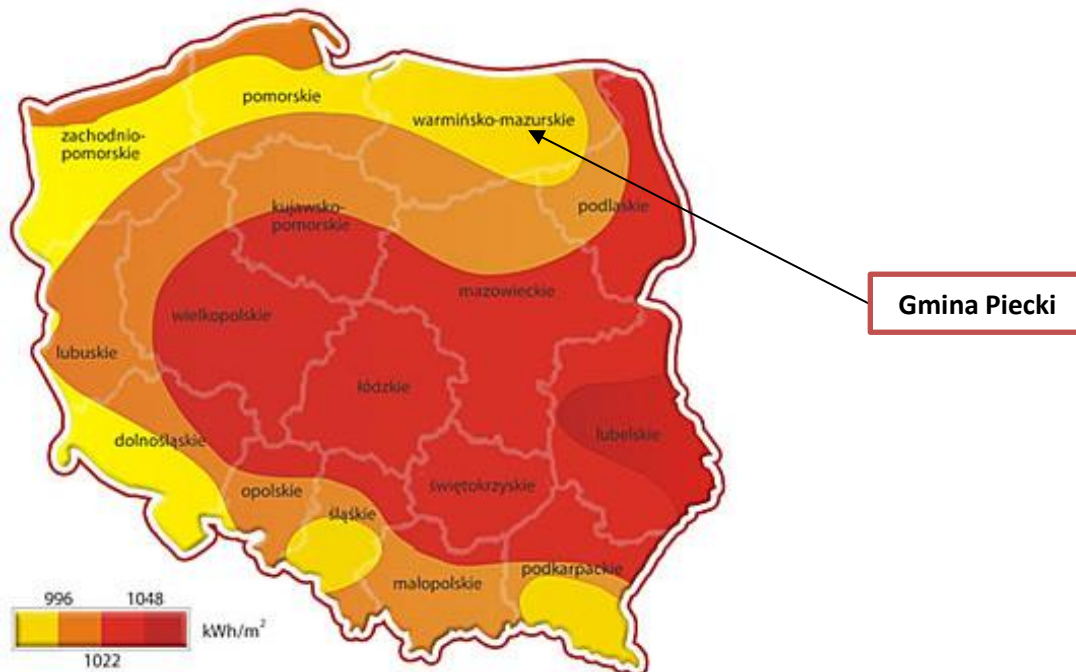 pomorskie
warmińsko-mazurskie
zachodnio-
pomorskie
podlaskie
kujawsko-
pomorskie
mazowieckie
Gmina Piecki
wielkopolskie
lubuskie
łódzkie
lubelskie
dolnośląskie
świętokrzyskie
opolskie
śląskie
podkarpackie
małopolskie
996 1048
kWh/m²
1022